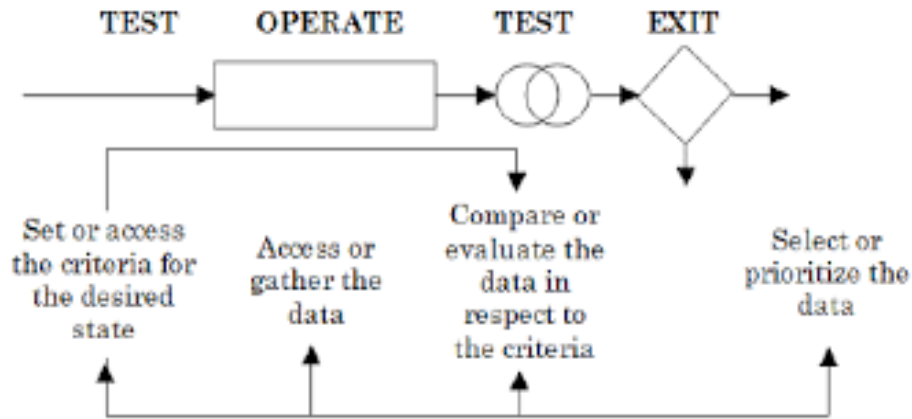 TEST OPERATE TEST EXIT
Set or access
the criteria for
the desired
state
Access or
gather the
data
Compare or
evaluate the
data in
respect to
the criteria
Select or
prioritize the
data